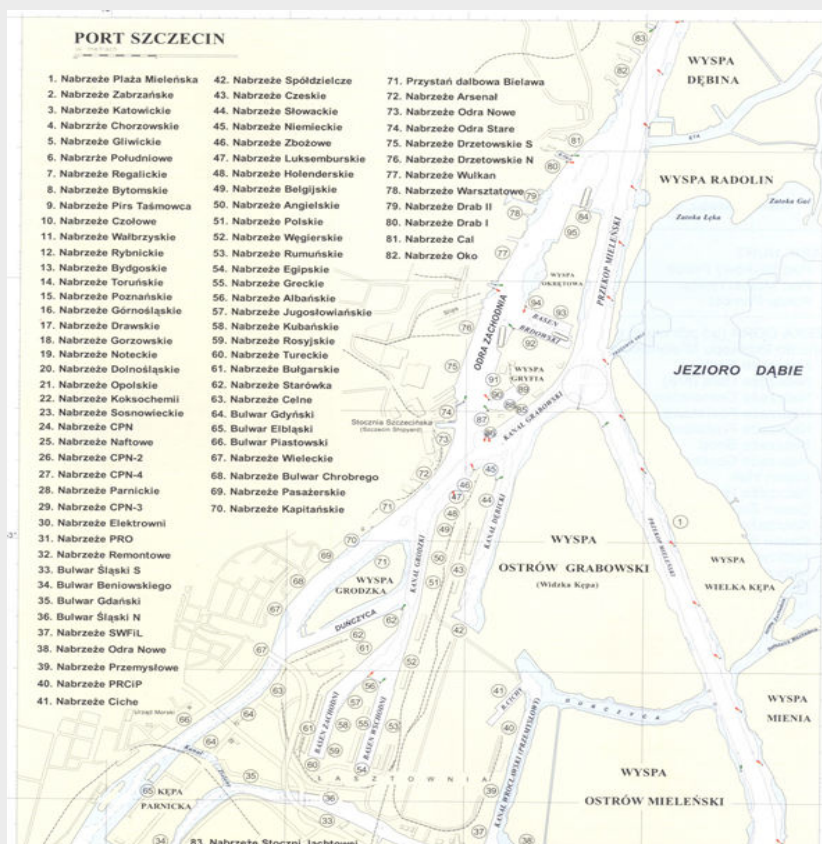 PORT SZCZECIN
1. Nabrzeże Plaża Mieleńska
2. Nabrzeże Zabrzańske
3. Nabrzeże Katowickie
4. Nabrzrże Chorzowskie
5. Nabrzeże Gliwickie
6. Nabrzrże Południowe
7. Nabrzeże Regalickie
8. Nabrzeże Bytomskie
9. Nabrzeże Pirs Taśmowca
10. Nabrzeże Czołowe
11. Nabrzeże Wałbrzyskie
12. Nabrzeże Rybnickie
13. Nabrzeże Bydgoskie
14. Nabrzeże Toruńskie
15. Nabrzeże Poznańskie
16. Nabrzeże Górnośląskie
17. Nabrzeże Drawskie
18. Nabrzeże Gorzowskie
19. Nabrzeże Noteckie
20. Nabrzeże Dolnośląskie
21. Nabrzeże Opolskie
22. Nabrzeże Koksochemii
23. Nabrzeże Sosnowieckie
24. Nabrzeże CPN
25. Nabrzeże Naftowe
26. Nabrzeże CPN-2
27. Nabrzeże CPN-4
28. Nabrzeże Parnickie
29. Nabrzeże CPN-3
30. Nabrzeże Elektrowni
31. Nabrzeże PRO
32. Nabrzeże Remontowe
33. Bulwar Śląski S
34. Bulwar Beniowskiego
35. Bulwar Gdański
36. Bulwar Śląski N
37. Nabrzeże SWFiL
38. Nabrzeże Odra Nowe
39. Nabrzeże Przemysłowe
40. Nabrzeże PRCiP
41. Nabrzeże Ciche
42. Nabrzeże Spółdzielcze
43. Nabrzeże Czeskie
44. Nabrzeże Słowackie
45. Nabrzeże Niemieckie
46. Nabrzeże Zbożowe
47. Nabrzeże Luksemburskie
48. Nabrzeże Holenderskie
49. Nabrzeże Belgijskie
50. Nabrzeże Angielskie
51. Nabrzeże Polskie
52. Nabrzeże Węgierskie
53. Nabrzeże Rumuńskie
54. Nabrzeże Egipskie
55. Nabrzeże Greckie
56. Nabrzeże Albańskie
57. Nabrzeże Jugosłowiańskie
58. Nabrzeże Kubańskie
59. Nabrzeże Rosyjskie
60. Nabrzeże Tureckie
61. Nabrzeże Bułgarskie
62. Nabrzeże Starówka
63. Nabrzeże Celne
64. Bulwar Gdyński
65. Bulwar Elbląski
66. Bulwar Piastowski
67. Nabrzeże Wieleckie
68. Nabrzeże Bulwar Chrobrego
69. Nabrzeże Pasażerskie
70. Nabrzeże Kapitańskie
71. Przystań dalbowa Bielawa
72. Nabrzeże Arsenał
73. Nabrzeże Odra Nowe
74. Nabrzeże Odra Stare
75. Nabrzeże Drzetowskie S
76. Nabrzeże Drzetowskie N
77. Nabrzeże Wulkan
78. Nabrzeże Warsztatowe
79. Nabrzeże Drab II
80. Nabrzeże Drab I
81. Nabrzeże Cal
82. Nabrzeże Oko
83. Nabrzeże Stoczni Jachtowej
WYSPA
DĘBINA
WYSPA RADOLIN
Zatoka Łęka
PRZEKOP MIELEŃSKI
WYSPA
OKRĘTOWA
ODRA ZACHODNIA
BASEN
BRDOWSKI
WYSPA
GRYFIA
JEZIORO DĄBIE
Stocznia Szczecińska
(Szczecin Shipyard)
KANAŁ GRABOWSKI
KANAŁ DĘBICKI
KANAŁ GRODZKI
WYSPA
OSTRÓW GRABOWSKI
(Widzka Kępa)
PRZEKOP MIELEŃSKI
WYSPA
WIELKA KĘPA
WYSPA
GRODZKA
DUŃCZYCA
BASEN ZACHODNI
BASEN WSCHODNI
B. CICHY
KANAŁ WROCŁAWSKI (PRZEMYSŁOWY)
WYSPA
MIENIA
Urząd Morski
ŁASZTOWNIA
KĘPA
PARNICKA
WYSPA
OSTRÓW MIELEŃSKI